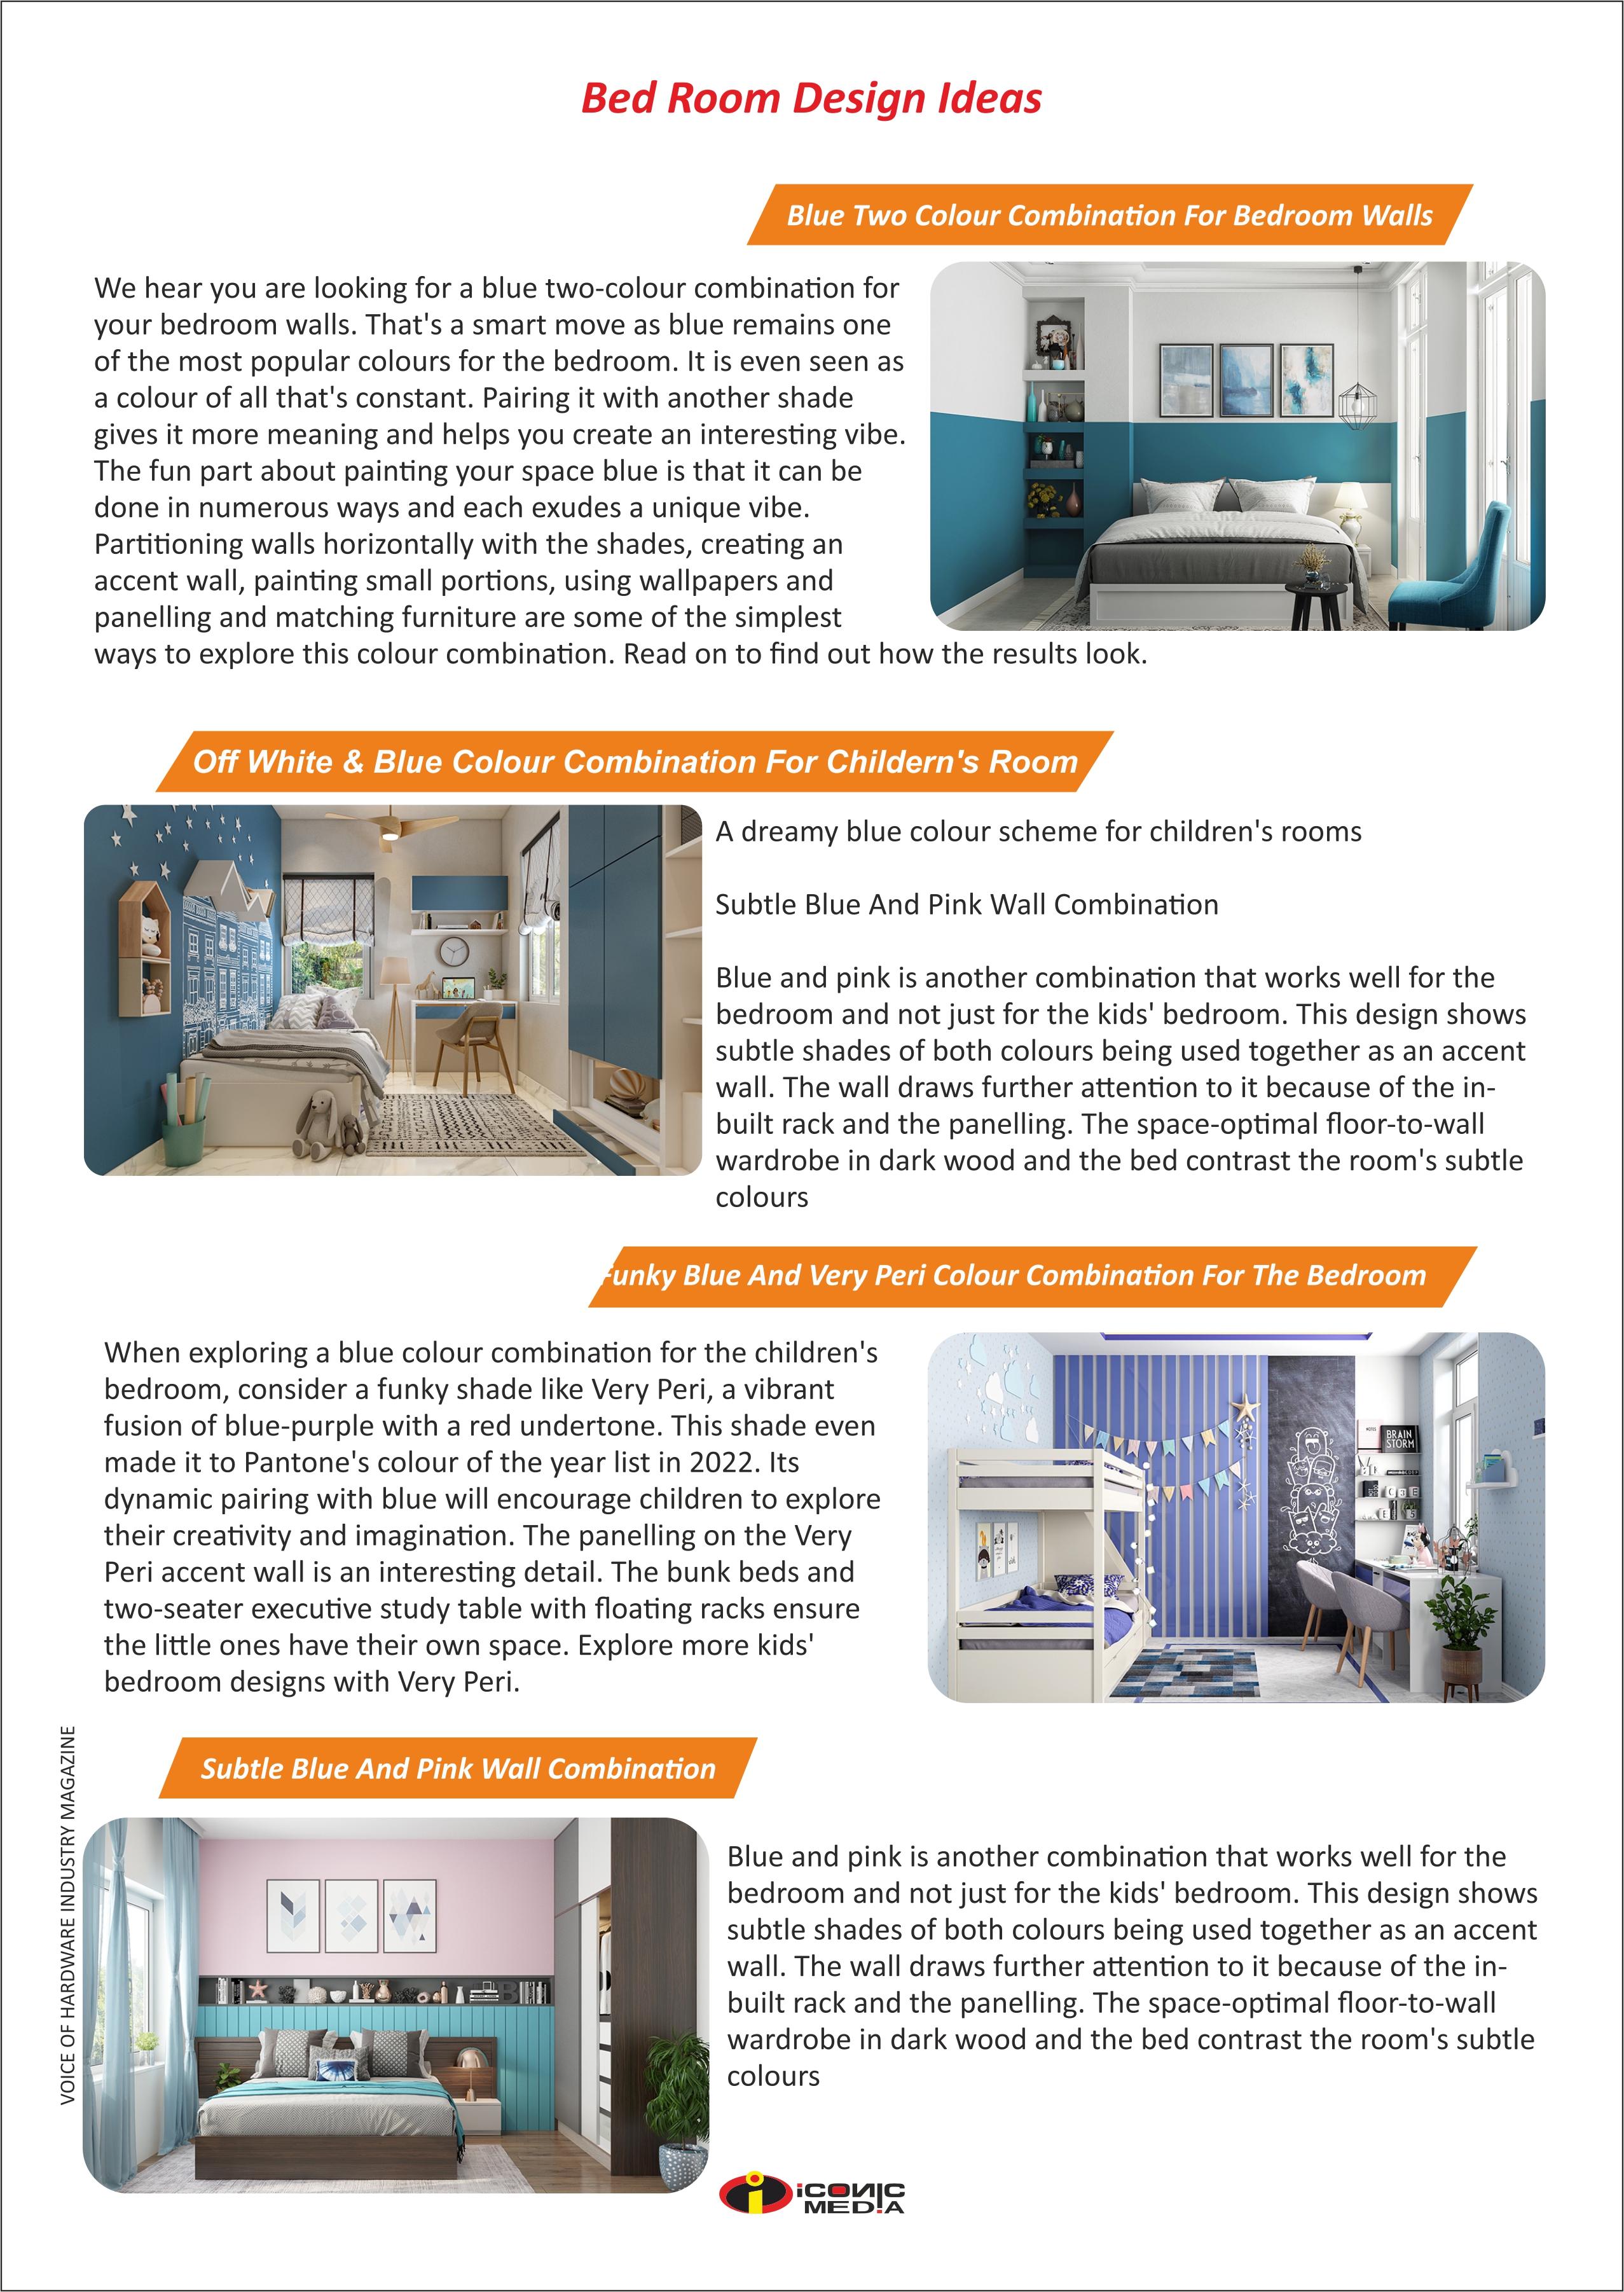 Bed Room Design Ideas
Blue Two Colour Combination For Bedroom Walls
We hear you are looking for a blue two-colour combination for
your bedroom walls. That's a smart move as blue remains one
of the most popular colours for the bedroom. It is even seen as
a colour of all that's constant. Pairing it with another shade
gives it more meaning and helps you create an interesting vibe.
The fun part about painting your space blue is that it can be
done in numerous ways and each exudes a unique vibe.
Partitioning walls horizontally with the shades, creating an
accent wall, painting small portions, using wallpapers and
panelling and matching furniture are some of the simplest
ways to explore this colour combination. Read on to find out how the results look.
Off White & Blue Colour Combination For Childern's Room
A dreamy blue colour scheme for children's rooms
Subtle Blue And Pink Wall Combination
Blue and pink is another combination that works well for the
bedroom and not just for the kids' bedroom. This design shows
subtle shades of both colours being used together as an accent
wall. The wall draws further attention to it because of the in-
built rack and the panelling. The space-optimal floor-to-wall
wardrobe in dark wood and the bed contrast the room's subtle
colours
Funky Blue And Very Peri Colour Combination For The Bedroom
When exploring a blue colour combination for the children's
bedroom, consider a funky shade like Very Peri, a vibrant
fusion of blue-purple with a red undertone. This shade even
made it to Pantone's colour of the year list in 2022. Its
dynamic pairing with blue will encourage children to explore
their creativity and imagination. The panelling on the Very
Peri accent wall is an interesting detail. The bunk beds and
two-seater executive study table with floating racks ensure
the little ones have their own space. Explore more kids'
bedroom designs with Very Peri.
BRAIN
STORM
Subtle Blue And Pink Wall Combination
Blue and pink is another combination that works well for the
bedroom and not just for the kids' bedroom. This design shows
subtle shades of both colours being used together as an accent
wall. The wall draws further attention to it because of the in-
built rack and the panelling. The space-optimal floor-to-wall
wardrobe in dark wood and the bed contrast the room's subtle
colours
VOICE OF HARDWARE INDUSTRY MAGAZINE
iCONIC
MEDiA